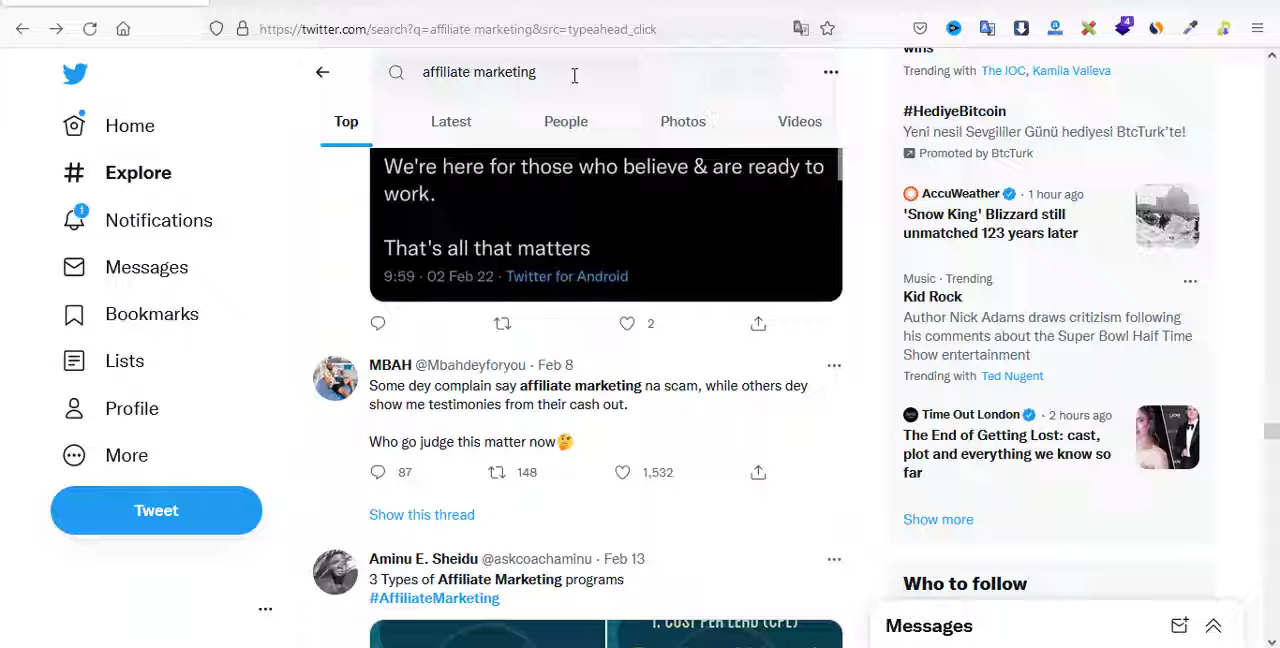 https://twitter.com/search?q=affiliate marketing&src=typeahead_click
4
affiliate marketing
Top
Latest
People
Photos
Videos
Home
Explore
1
Notifications
Messages
Bookmarks
Lists
Profile
More
Tweet
We're here for those who believe & are ready to
work.
That's all that matters
9:59 · 02 Feb 22 · Twitter for Android
2
MBAH @Mbahdeyforyou · Feb 8
Some dey complain say affiliate marketing na scam, while others dey
show me testimonies from their cash out.
Who go judge this matter now🤔
87
148
1,532
Show this thread
Aminu E. Sheidu @askcoachaminu · Feb 13
3 Types of Affiliate Marketing programs
#AffiliateMarketing
1. COST PER LEAD (CPL)
wins
Trending with The IOC, Kamila Valieva
#HediyeBitcoin
Yeni nesil Sevgililer Günü hediyesi BtcTurk'te!
Promoted by BtcTurk
AccuWeather · 1 hour ago
'Snow King' Blizzard still
unmatched 123 years later
Music · Trending
Kid Rock
Author Nick Adams draws critizism following
his comments about the Super Bowl Half Time
Show entertainment
Trending with Ted Nugent
Time Out London · 2 hours ago
The End of Getting Lost: cast,
plot and everything we know so
far
Show more
Who to follow
Messages